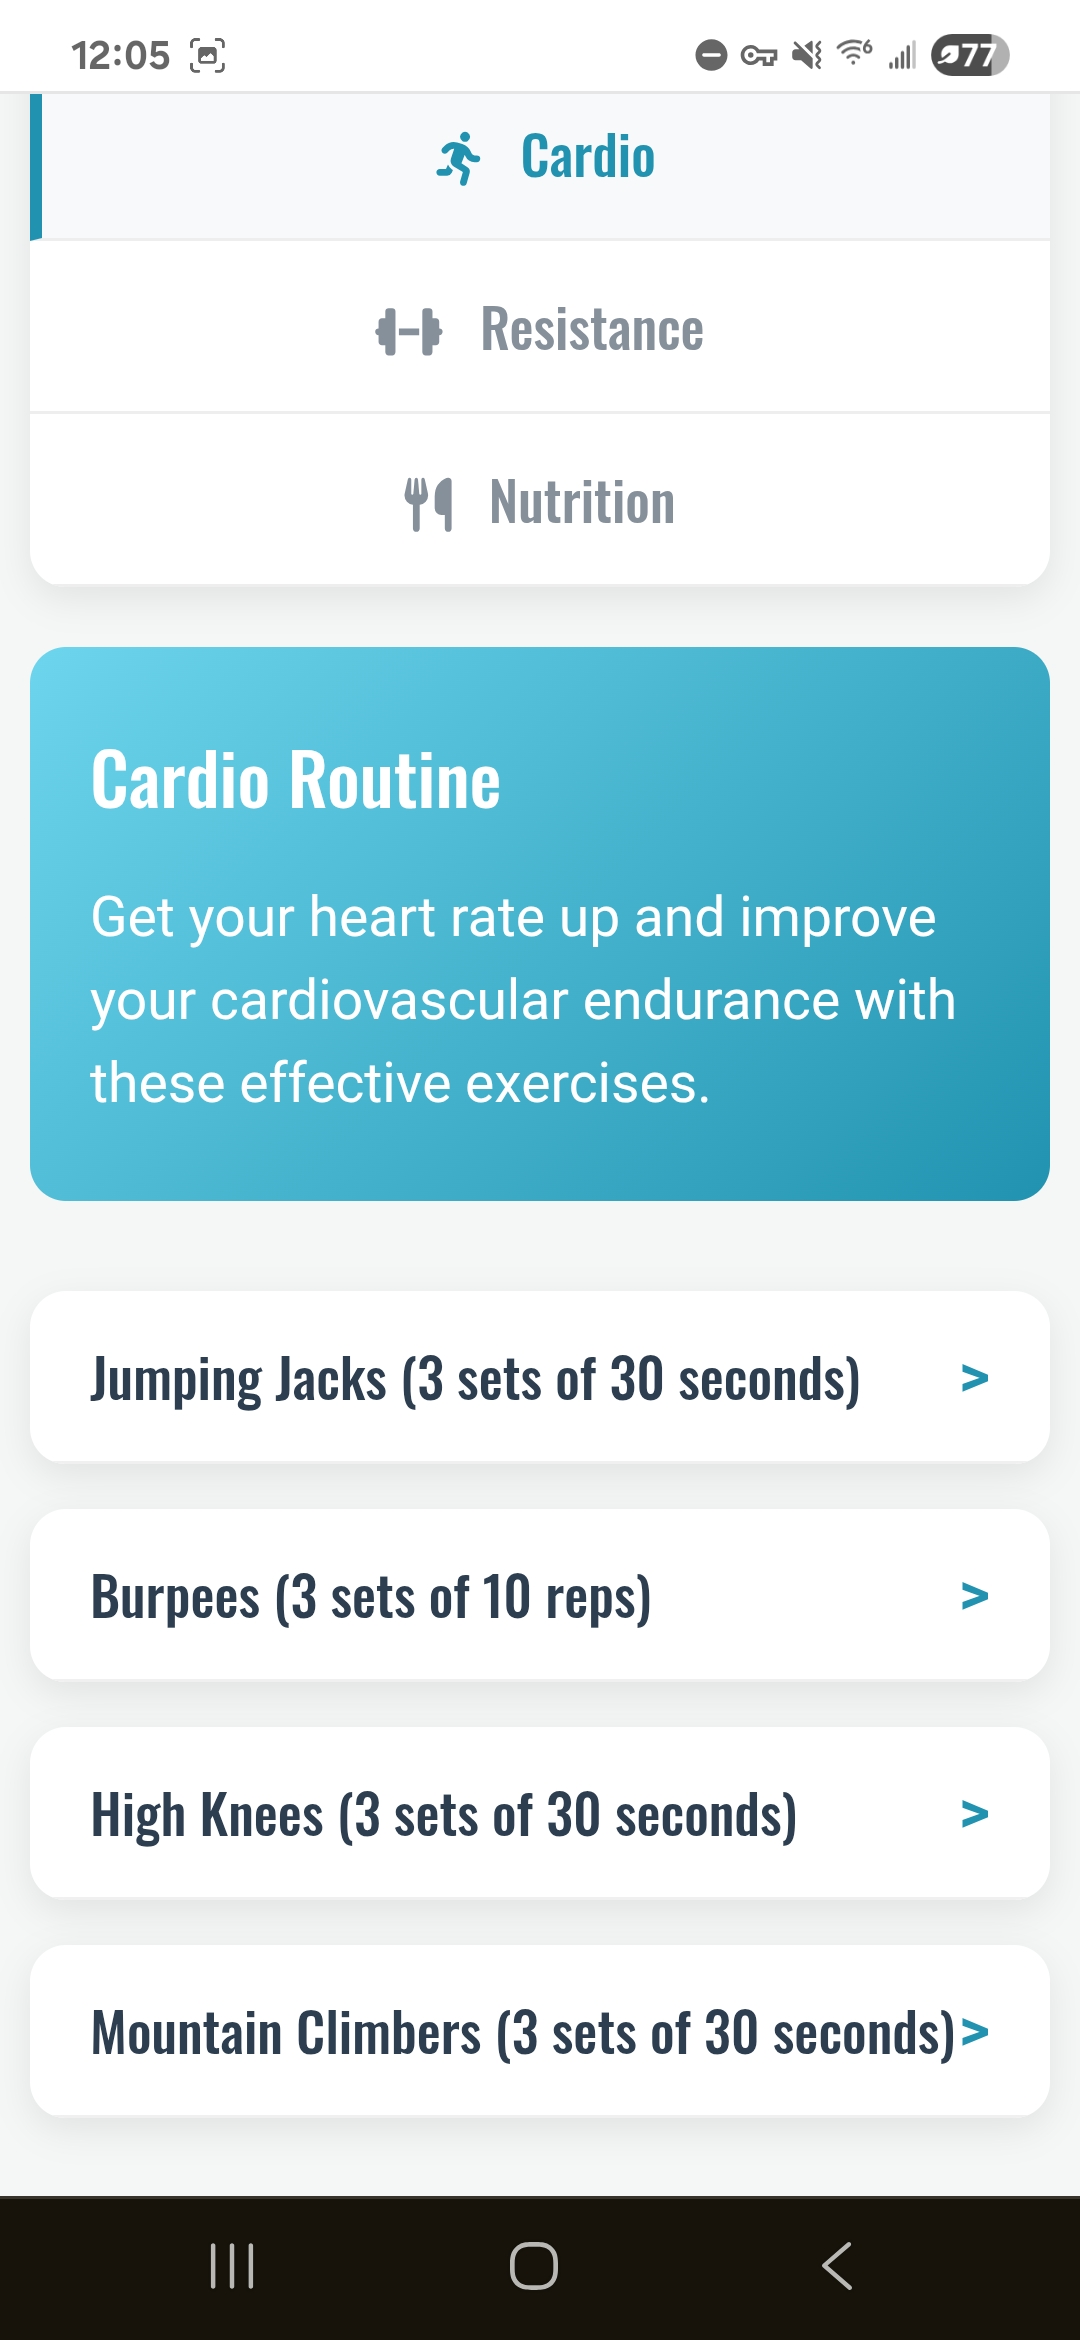 12:05
6
77
Cardio
Resistance
Nutrition
Cardio Routine
Get your heart rate up and improve
your cardiovascular endurance with
these effective exercises.
Jumping Jacks (3 sets of 30 seconds) >
Burpees (3 sets of 10 reps) >
High Knees (3 sets of 30 seconds) >
Mountain Climbers (3 sets of 30 seconds) >